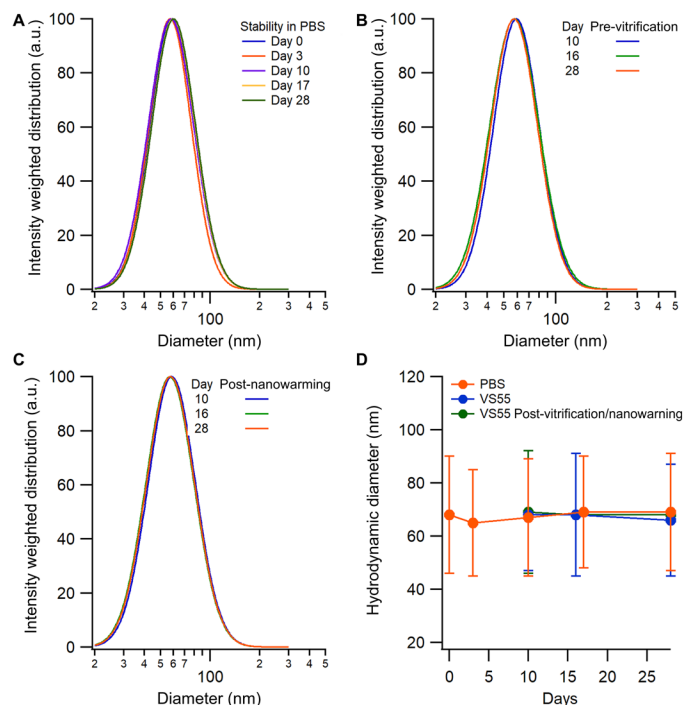 A
Stability in PBS
Day 0
Day 3
Day 10
Day 17
Day 28
Intensity weighted distribution (a.u.)
100
80
60
40
20
0
2 3 4 5 6 7 8 100 2 3 4 5
Diameter (nm)
B
Day Pre-vitrification
10
16
28
Intensity weighted distribution (a.u.)
100
80
60
40
20
0
2 3 4 5 6 7 8 100 2 3 4 5
Diameter (nm)
C
Day Post-nanowarming
10
16
28
Intensity weighted distribution (a.u.)
100
80
60
40
20
0
2 3 4 5 6 7 8 100 2 3 4 5
Diameter (nm)
D
PBS
VS55
VS55 Post-vitrification/nanowarning
Hydrodynamic diameter (nm)
120
100
80
60
40
20
0 5 10 15 20 25
Days